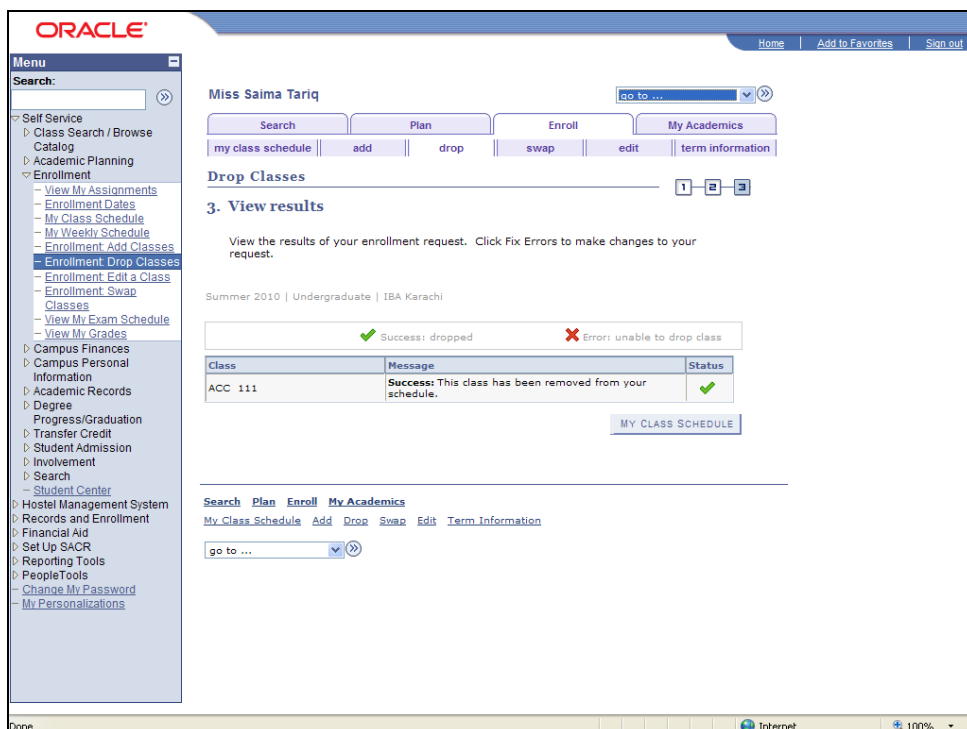 ORACLE'
Home Add to Favorites Sign out
Menu
Search:
Self Service
Class Search / Browse
Catalog
Academic Planning
Enrollment
View My Assignments
Enrollment Dates
My Class Schedule
My Weekly Schedule
Enrollment: Add Classes
Enrollment: Drop Classes
Enrollment: Edit a Class
Enrollment: Swap
Classes
View My Exam Schedule
View My Grades
Campus Finances
Campus Personal
Information
Academic Records
Degree
Progress/Graduation
Transfer Credit
Student Admission
Involvement
Search
Student Center
Hostel Management System
Records and Enrollment
Financial Aid
Set Up SACR
Reporting Tools
PeopleTools
Change My Password
My Personalizations
Miss Saima Tariq
go to ...
Search Plan Enroll My Academics
my class schedule add drop swap edit term information
Drop Classes
1 2 3
3. View results
View the results of your enrollment request. Click Fix Errors to make changes to your
request.
Summer 2010 | Undergraduate | IBA Karachi
Success: dropped Error: unable to drop class
Class Message Status
ACC 111 Success: This class has been removed from your
schedule.
MY CLASS SCHEDULE
Search Plan Enroll My Academics
My Class Schedule Add Drop Swap Edit Term Information
go to ...
Done Internet 100%